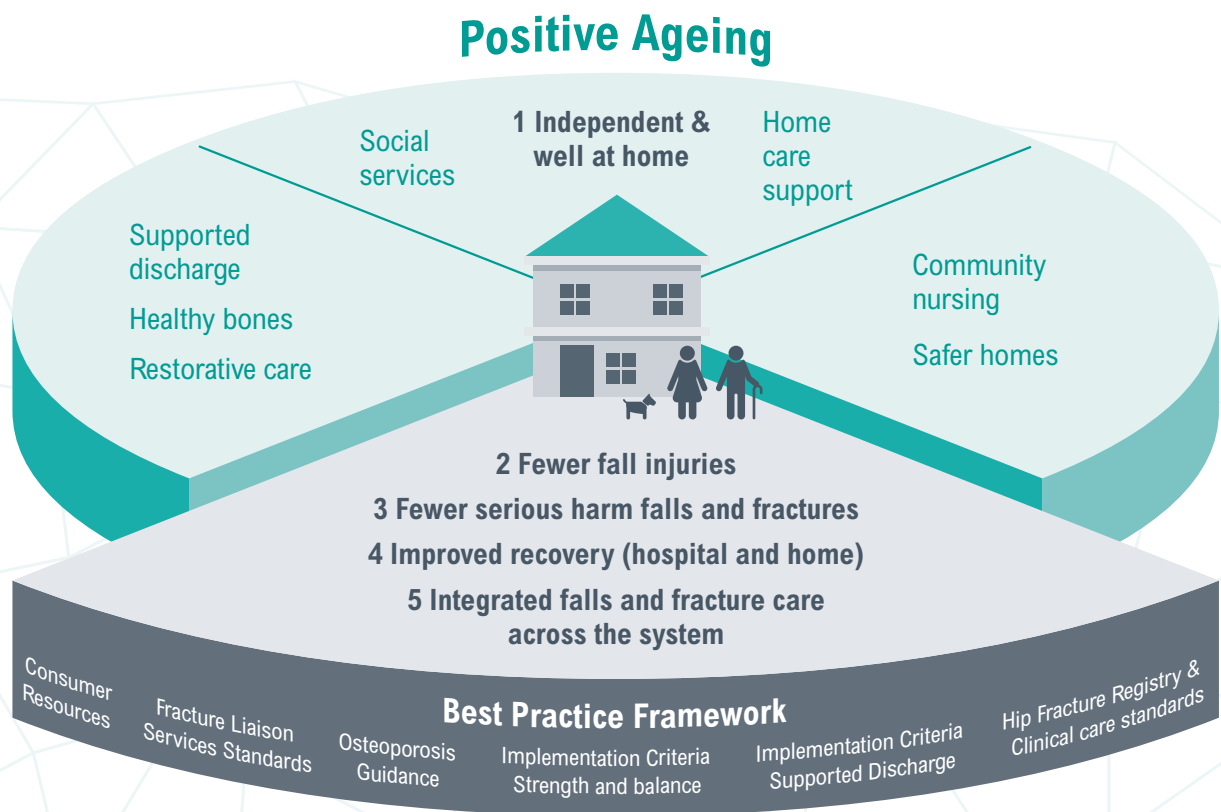 Positive Ageing
1 Independent &
well at home
Social
services
Home
care
support
Supported
discharge
Healthy bones
Restorative care
Community
nursing
Safer homes
2 Fewer fall injuries
3 Fewer serious harm falls and fractures
4 Improved recovery (hospital and home)
5 Integrated falls and fracture care
across the system
Best Practice Framework
Consumer
Resources
Fracture Liaison
Services Standards
Osteoporosis
Guidance
Implementation Criteria
Strength and balance
Implementation Criteria
Supported Discharge
Hip Fracture Registry &
Clinical care standards